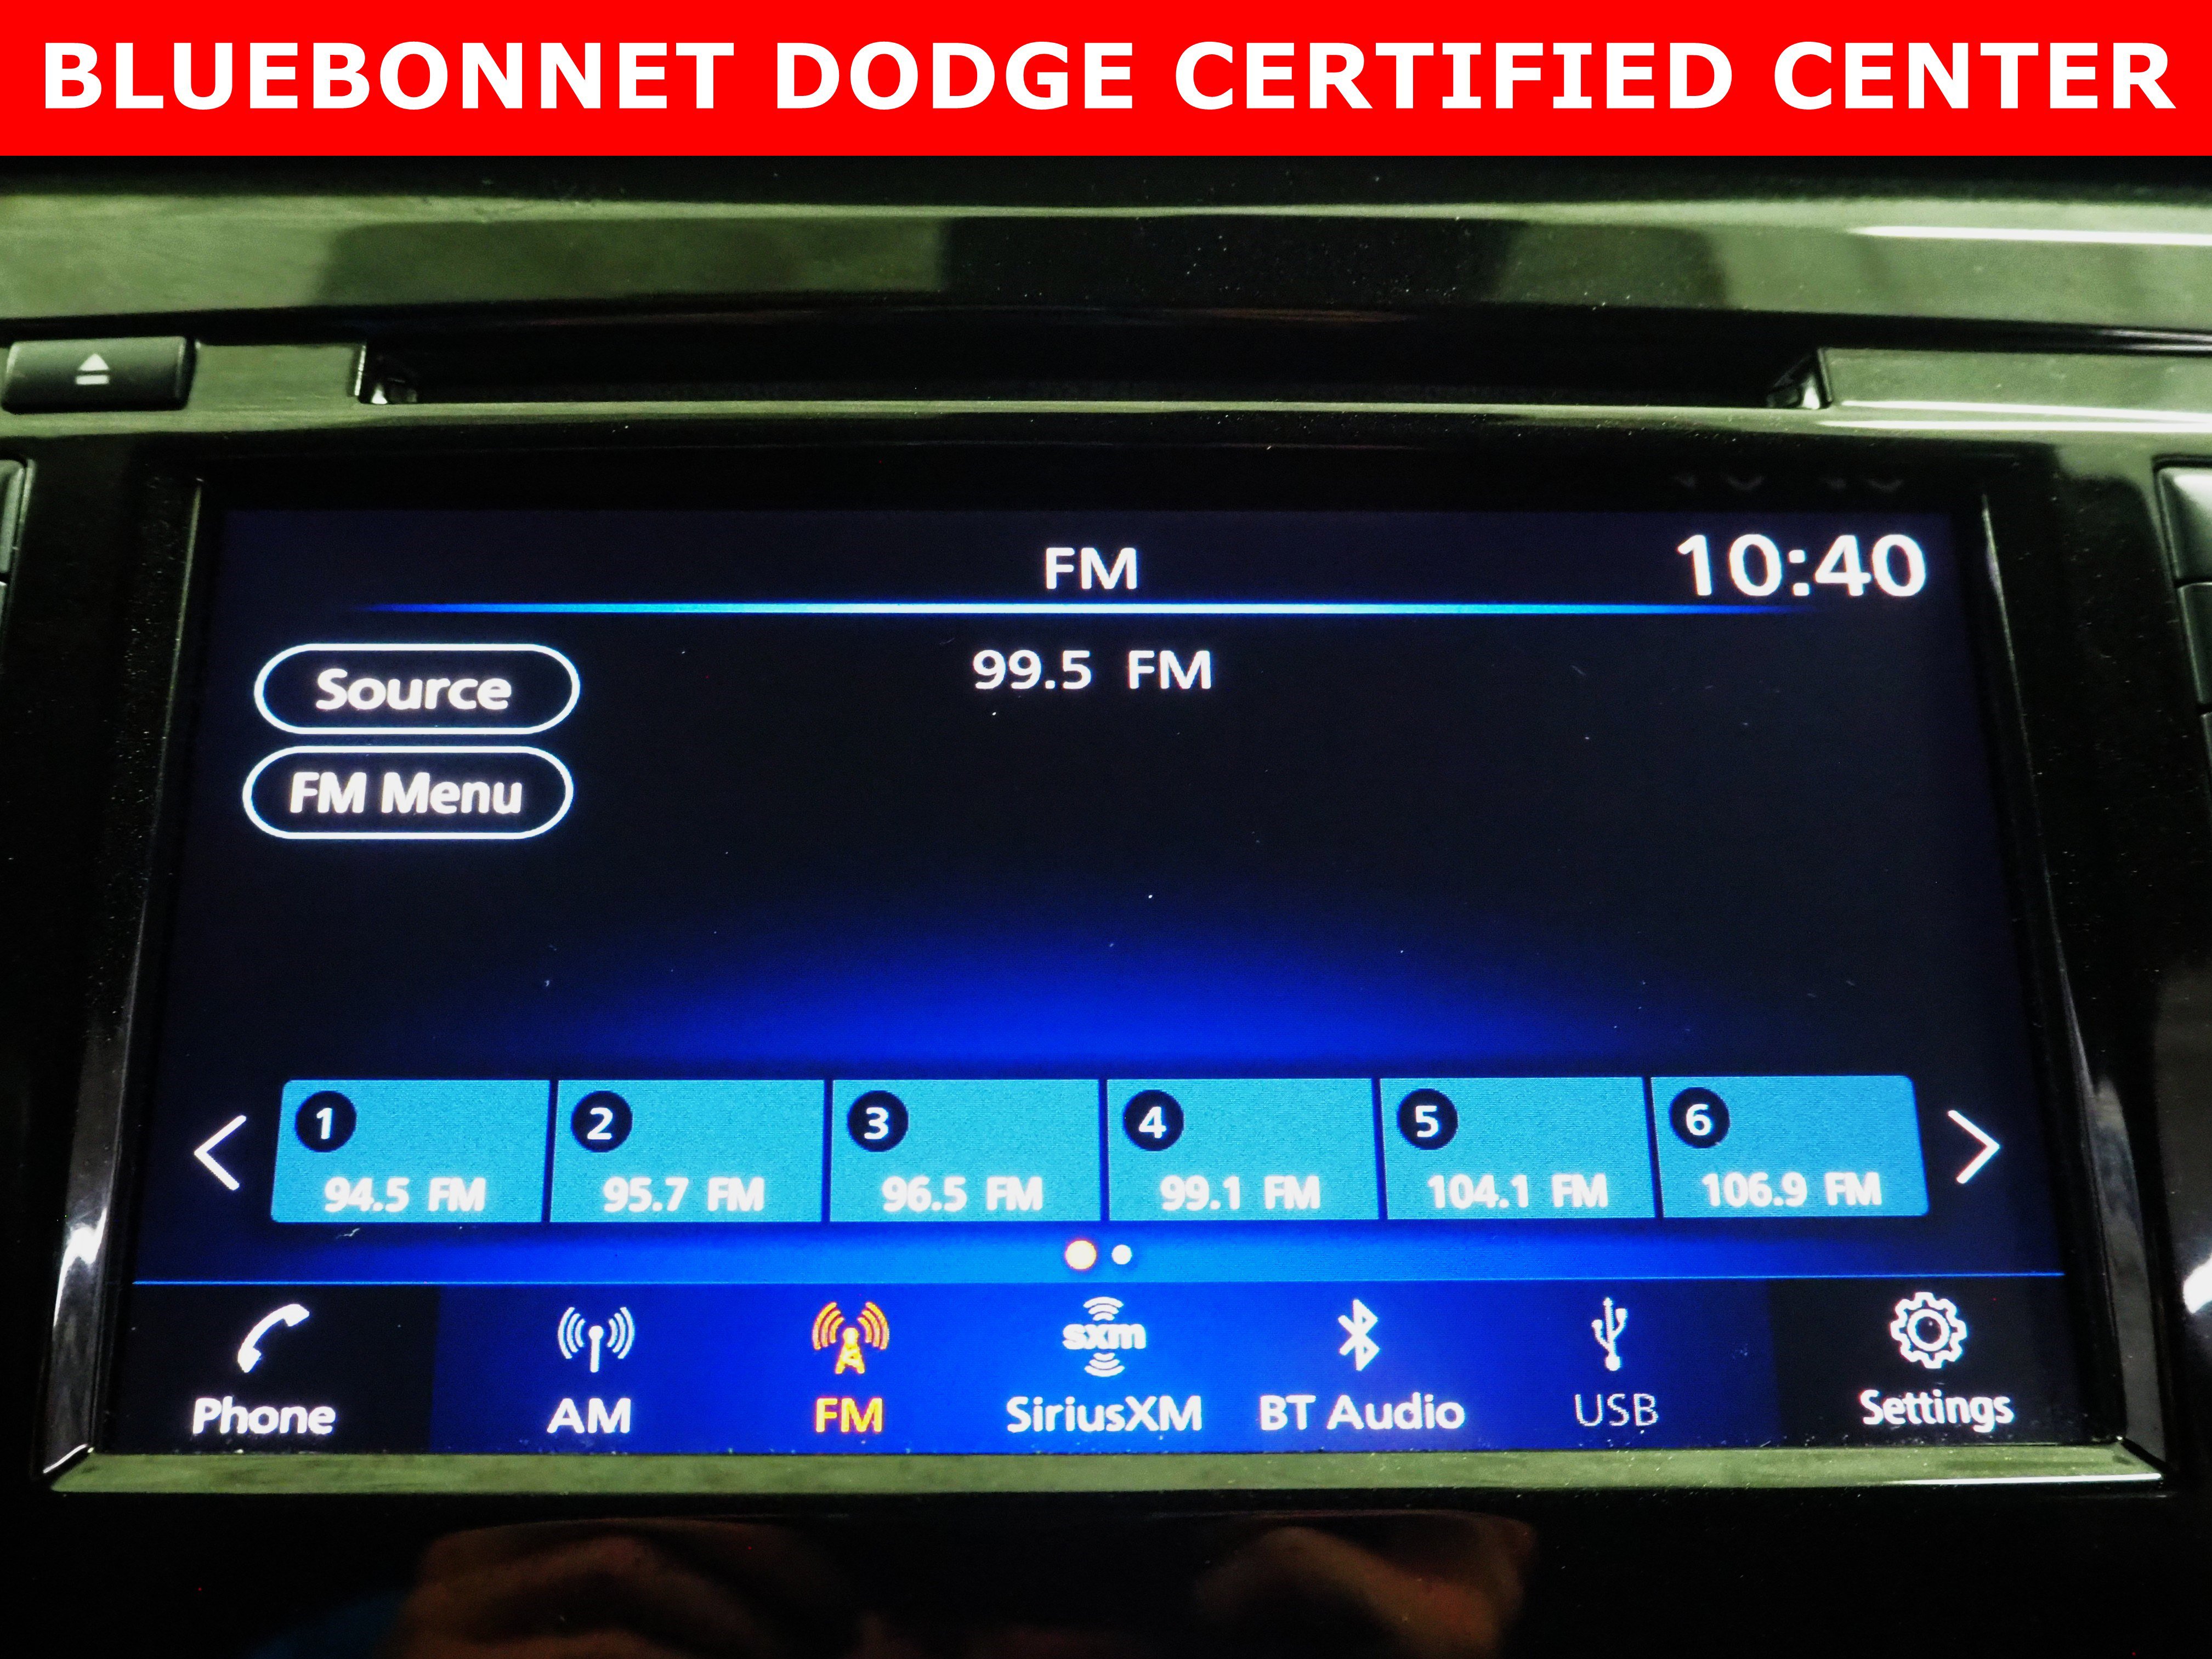 BLUEBONNET DODGE CERTIFIED CENTER
FM
10:40
Source
99.5 FM
FM Menu
1 2 3 4 5 6
94.5 FM 95.7 FM 96.5 FM 99.1 FM 104.1 FM 106.9 FM
sxm
Phone AM FM SiriusXM BT Audio USB Settings